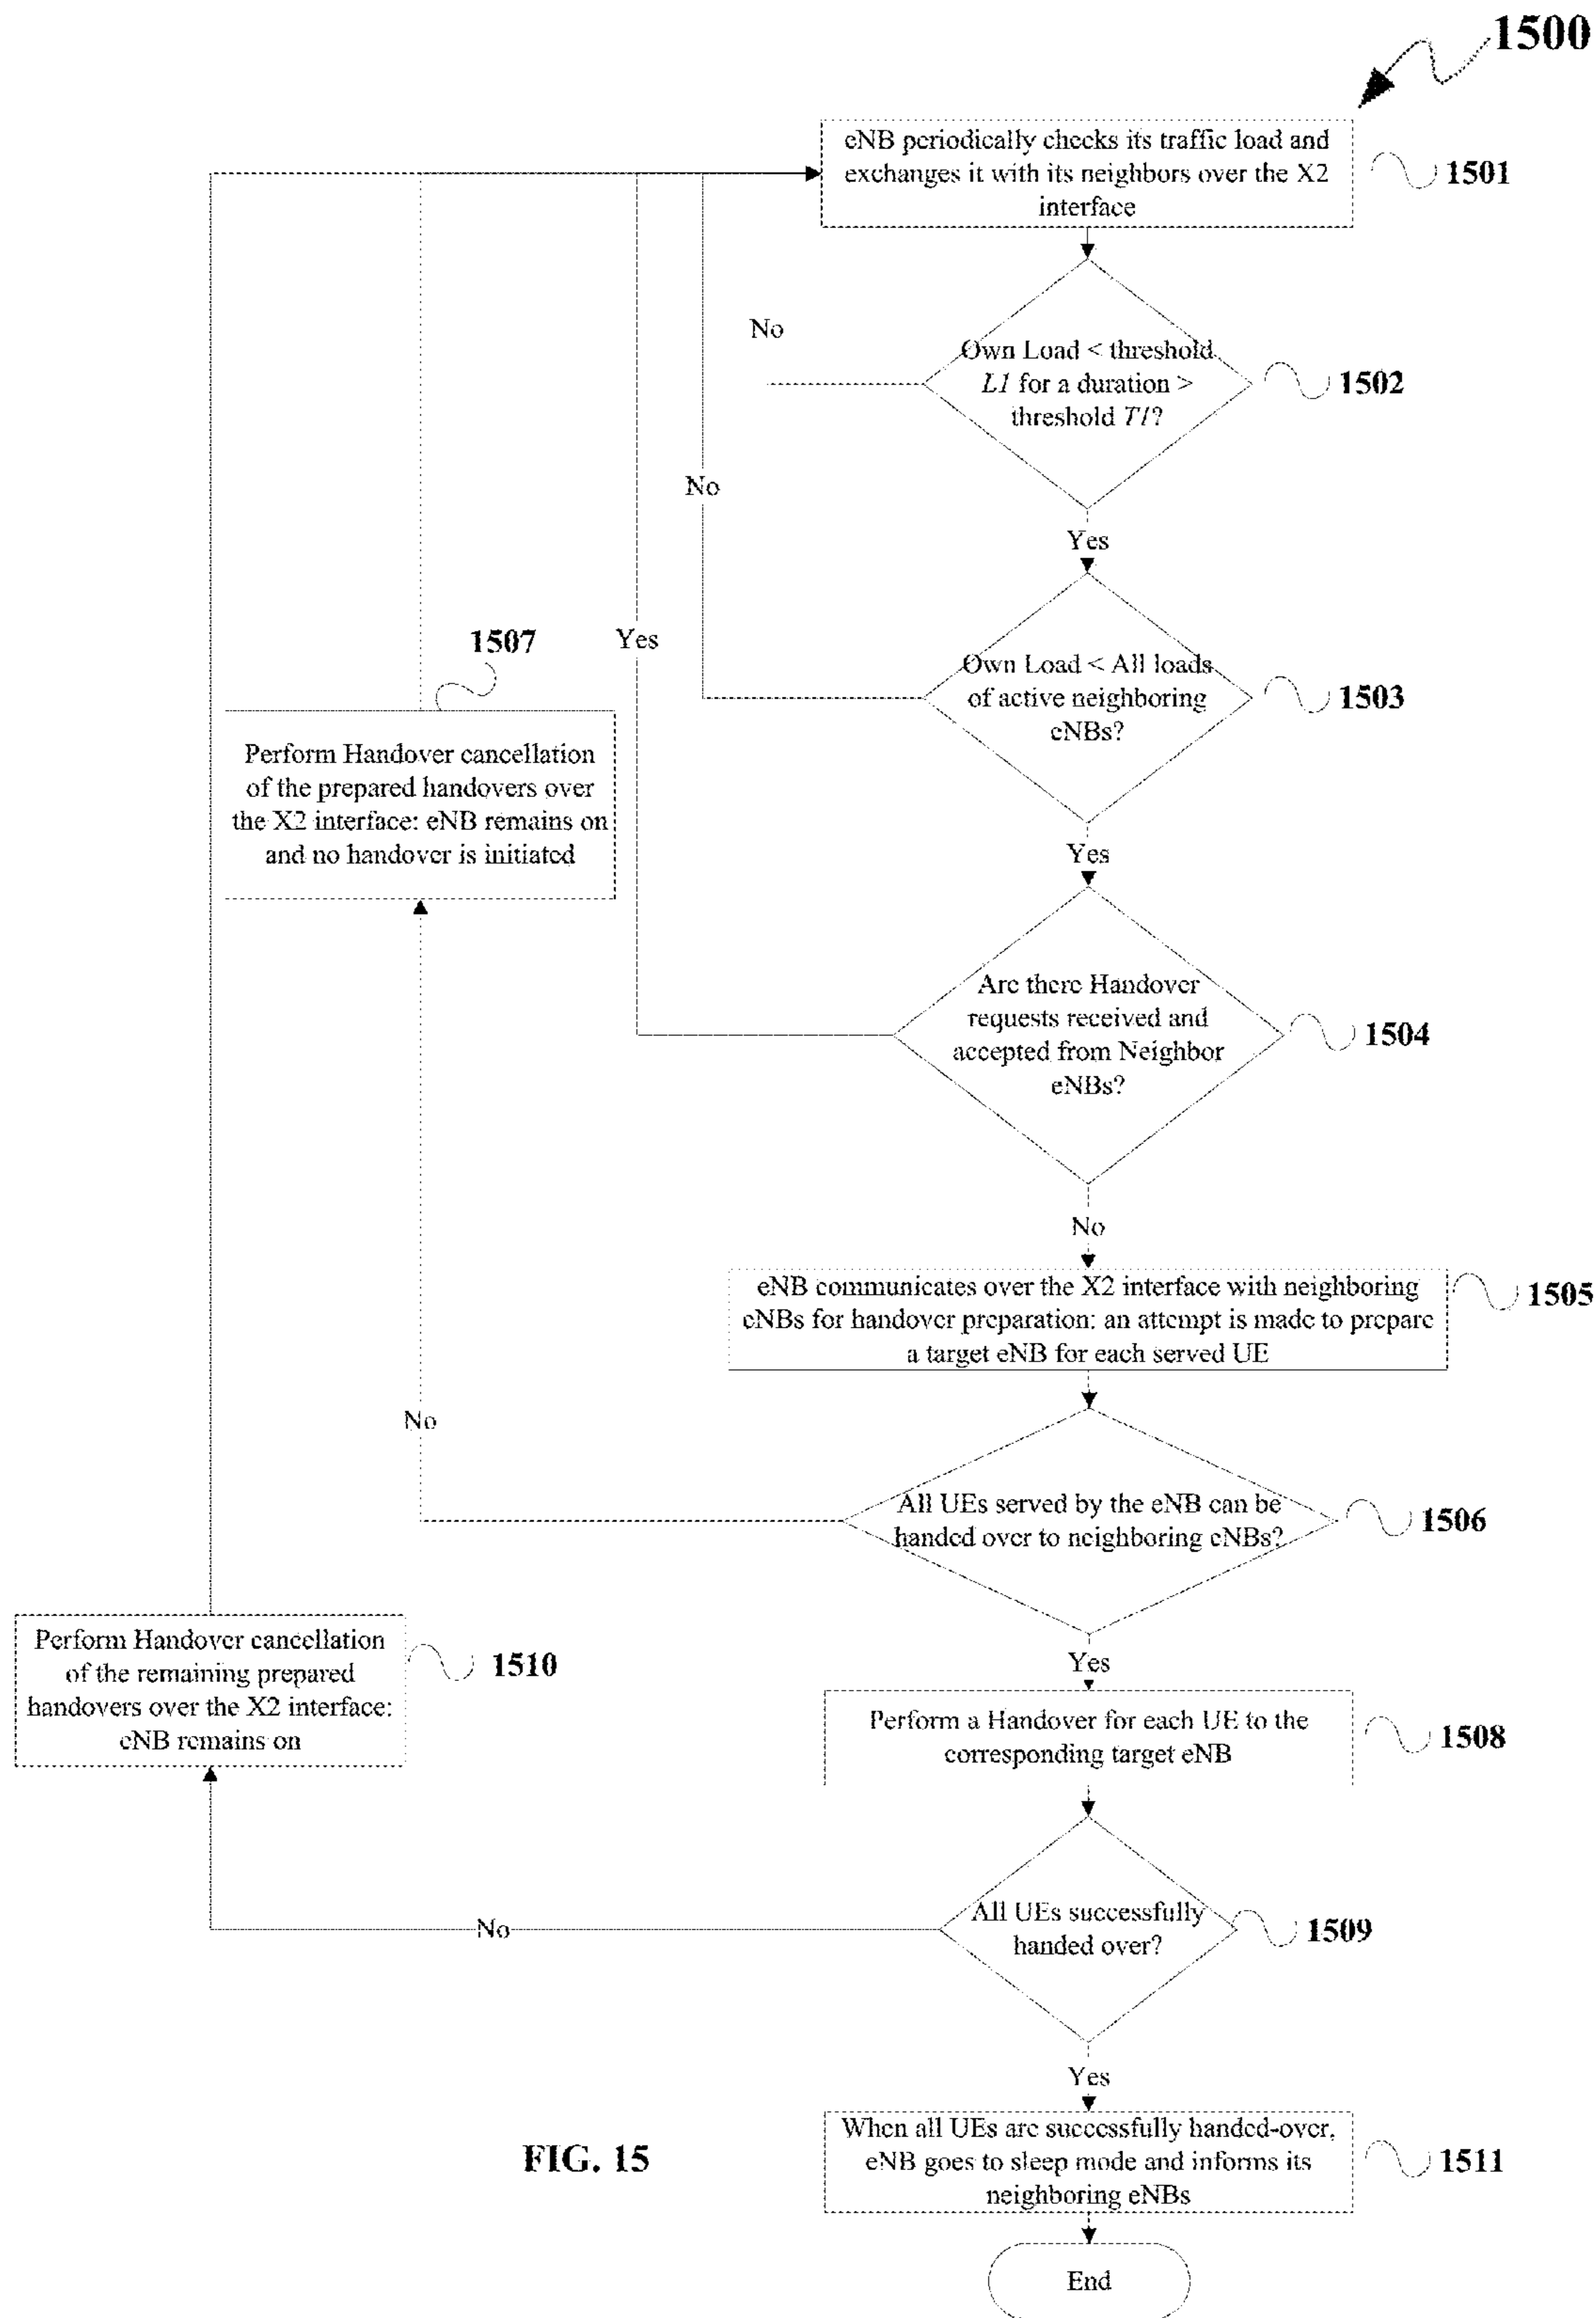 1500
eNB periodically checks its traffic load and
exchanges it with its neighbors over the X2
interface
1501
No
Own Load < threshold
L1 for a duration >
threshold T1?
1502
No
Yes
Own Load < All loads
of active neighboring
eNBs?
1503
1507
Yes
Perform Handover cancellation
of the prepared handovers over
the X2 interface: eNB remains on
and no handover is initiated
Yes
Are there Handover
requests received and
accepted from Neighbor
eNBs?
1504
No
eNB communicates over the X2 interface with neighboring
eNBs for handover preparation: an attempt is made to prepare
a target eNB for each served UE
1505
No
All UEs served by the eNB can be
handed over to neighboring eNBs?
1506
Perform Handover cancellation
of the remaining prepared
handovers over the X2 interface:
eNB remains on
1510
Yes
Perform a Handover for each UE to the
corresponding target eNB
1508
No
All UEs successfully
handed over?
1509
Yes
When all UEs are successfully handed-over,
eNB goes to sleep mode and informs its
neighboring eNBs
1511
FIG. 15
End